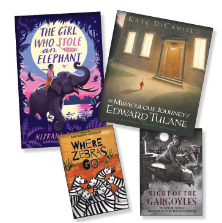 THE GIRL
WHO STOLE
an
ELEPHANT
NIZRANA
KATE DICAMILLO
The
MIRACULOUS JOURNEY of
EDWARD TULANE
WHERE
ZEBRAS
GO
NIGHT OF THE
GARGOYLES